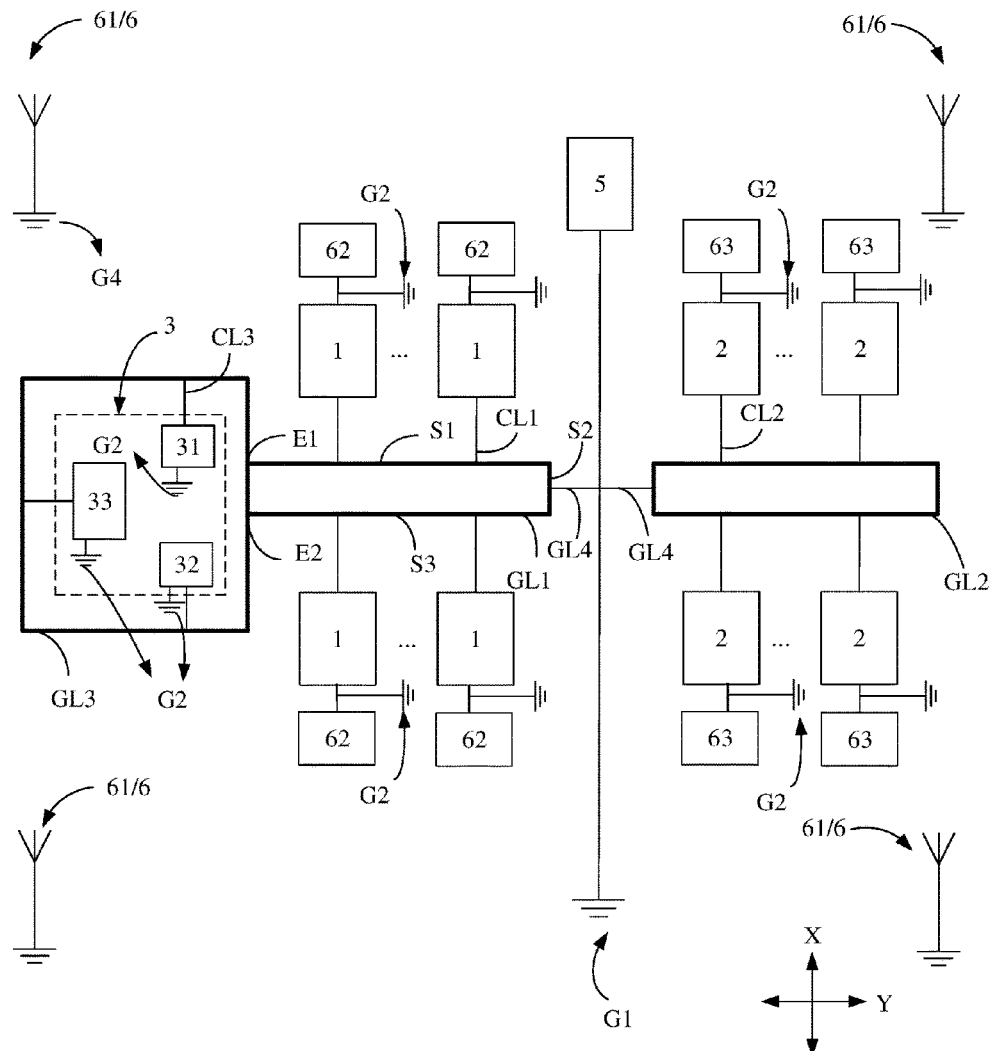 61/6 61/6
5
G2 G2
62 62 63 63
G4
3 CL3
1 ... 1 2 ... 2
E1 S1 CL1 S2 CL2
G2 31
33
E2 S3 GL1 GL4 GL4 GL2
32
GL3 G2
1 ... 1 2 ... 2
62 62 63 63
G2 G2
61/6 61/6
X
Y
G1